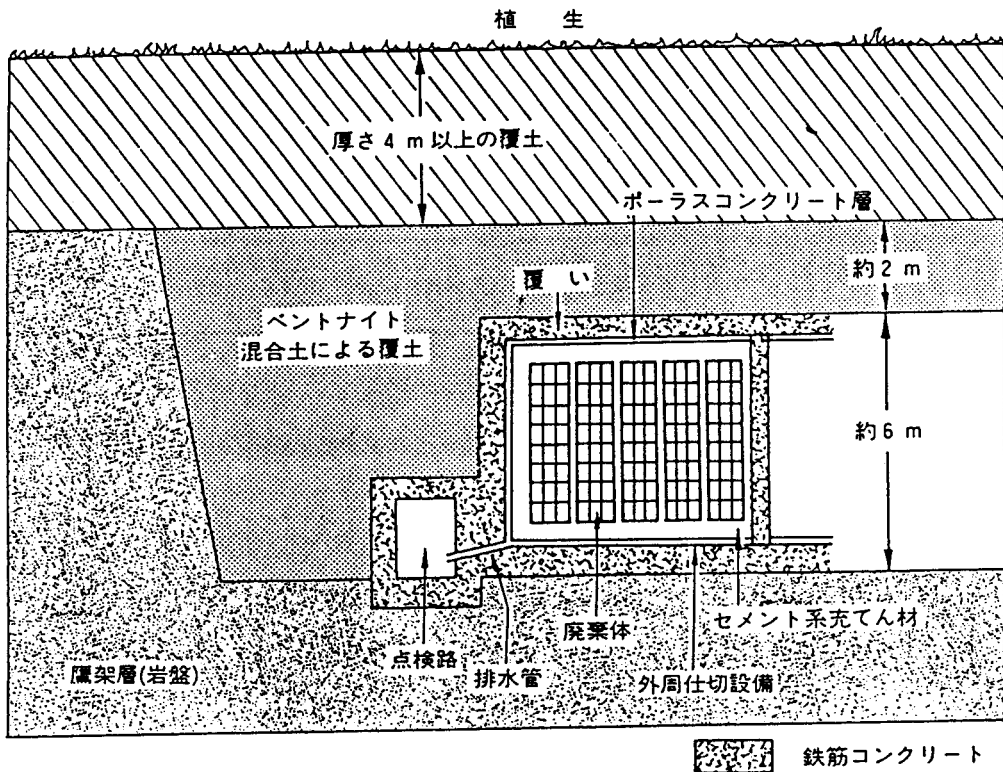 植 生
厚さ4 m 以上の覆土
ポーラスコンクリート層
約2 m
覆 い
ベントナイト
混合土による覆土
約6 m
セメント系充てん材
廃棄体
点検路
排水管
外周仕切設備
鷹架層(岩盤)
鉄筋コンクリート